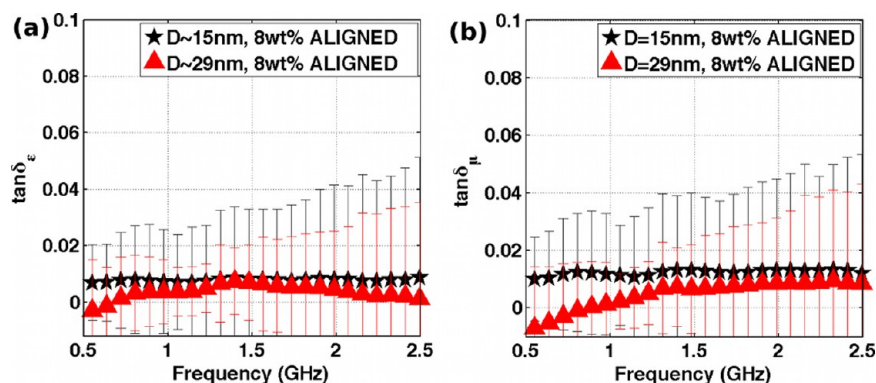 (a)
0.1
0.08
0.06
0.04
0.02
0
tanδε
D~15nm, 8wt% ALIGNED
D~29nm, 8wt% ALIGNED
0.5 1 1.5 2 2.5
Frequency (GHz)
(b)
0.1
0.08
0.06
0.04
0.02
0
tanδμ
D=15nm, 8wt% ALIGNED
D=29nm, 8wt% ALIGNED
0.5 1 1.5 2 2.5
Frequency (GHz)